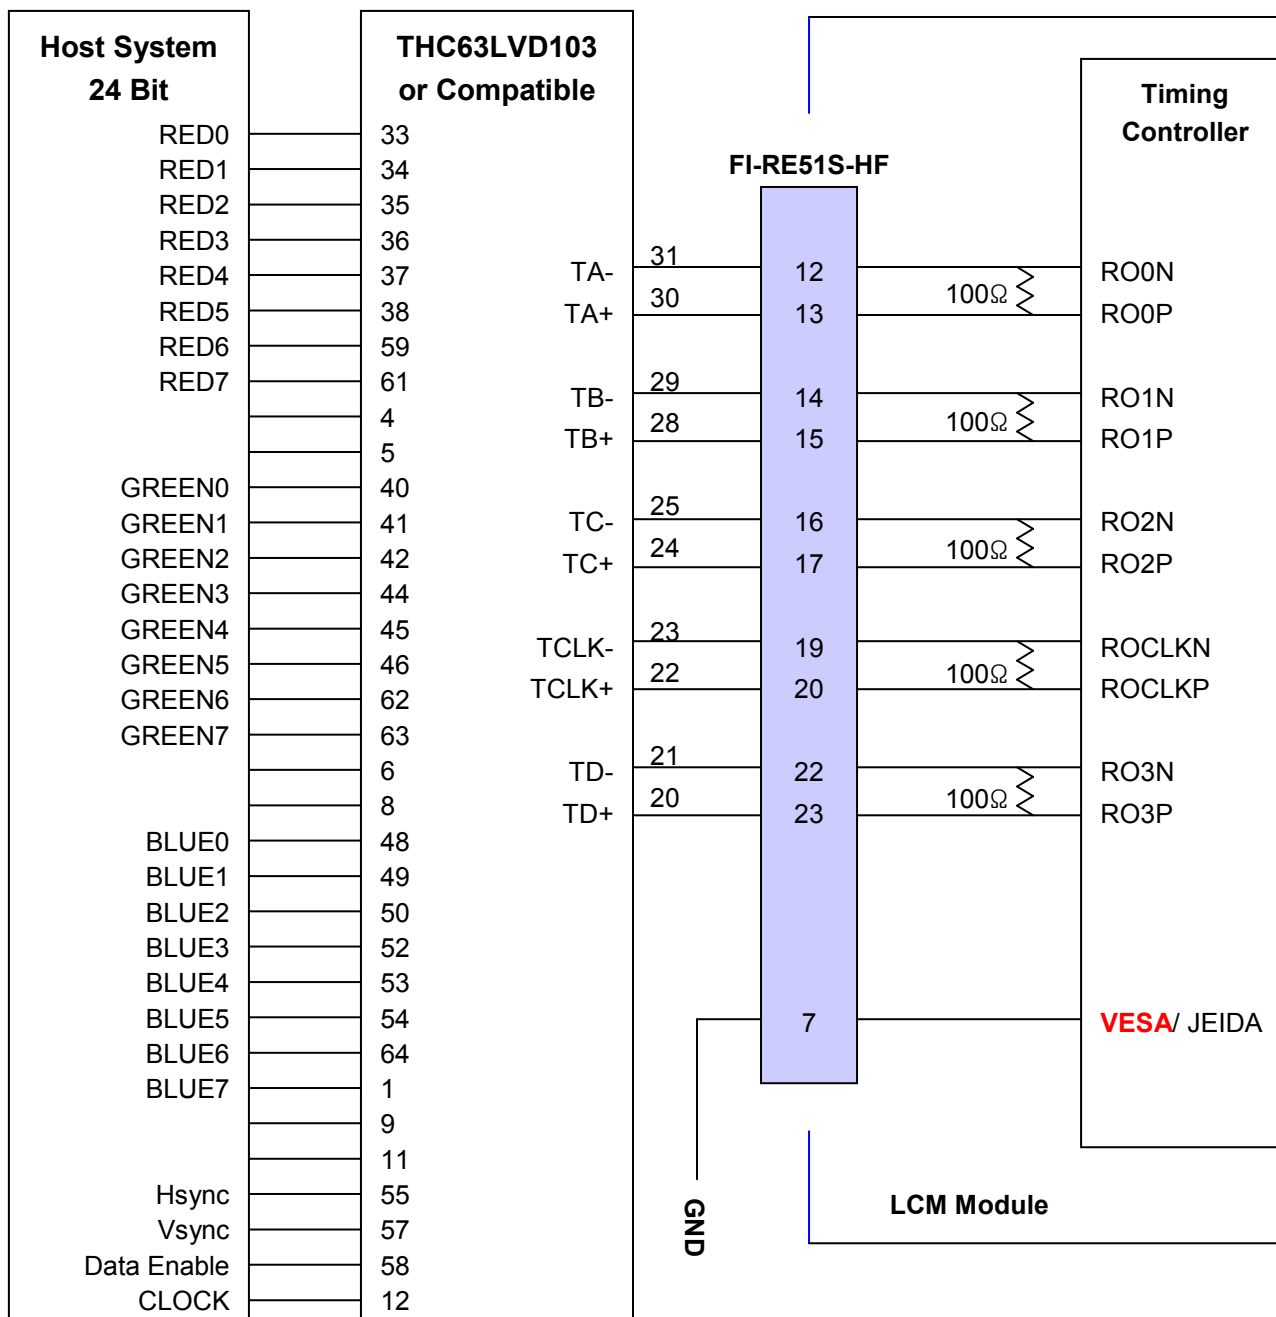 Host System
24 Bit
THC63LVD103
or Compatible
Timing
Controller
FI-RE51S-HF
RED0 33
RED1 34
RED2 35
RED3 36
RED4 37
RED5 38
RED6 59
RED7 61
4
5
GREEN0 40
GREEN1 41
GREEN2 42
GREEN3 44
GREEN4 45
GREEN5 46
GREEN6 62
GREEN7 63
6
8
BLUE0 48
BLUE1 49
BLUE2 50
BLUE3 52
BLUE4 53
BLUE5 54
BLUE6 64
BLUE7 1
9
11
Hsync 55
Vsync 57
Data Enable 58
CLOCK 12
TA- 31 12 RO0N
100Ω
TA+ 30 13 RO0P
TB- 29 14 RO1N
100Ω
TB+ 28 15 RO1P
TC- 25 16 RO2N
100Ω
TC+ 24 17 RO2P
TCLK- 23 19 ROCLKN
100Ω
TCLK+ 22 20 ROCLKP
TD- 21 22 RO3N
100Ω
TD+ 20 23 RO3P
7 VESA/ JEIDA
GND
LCM Module